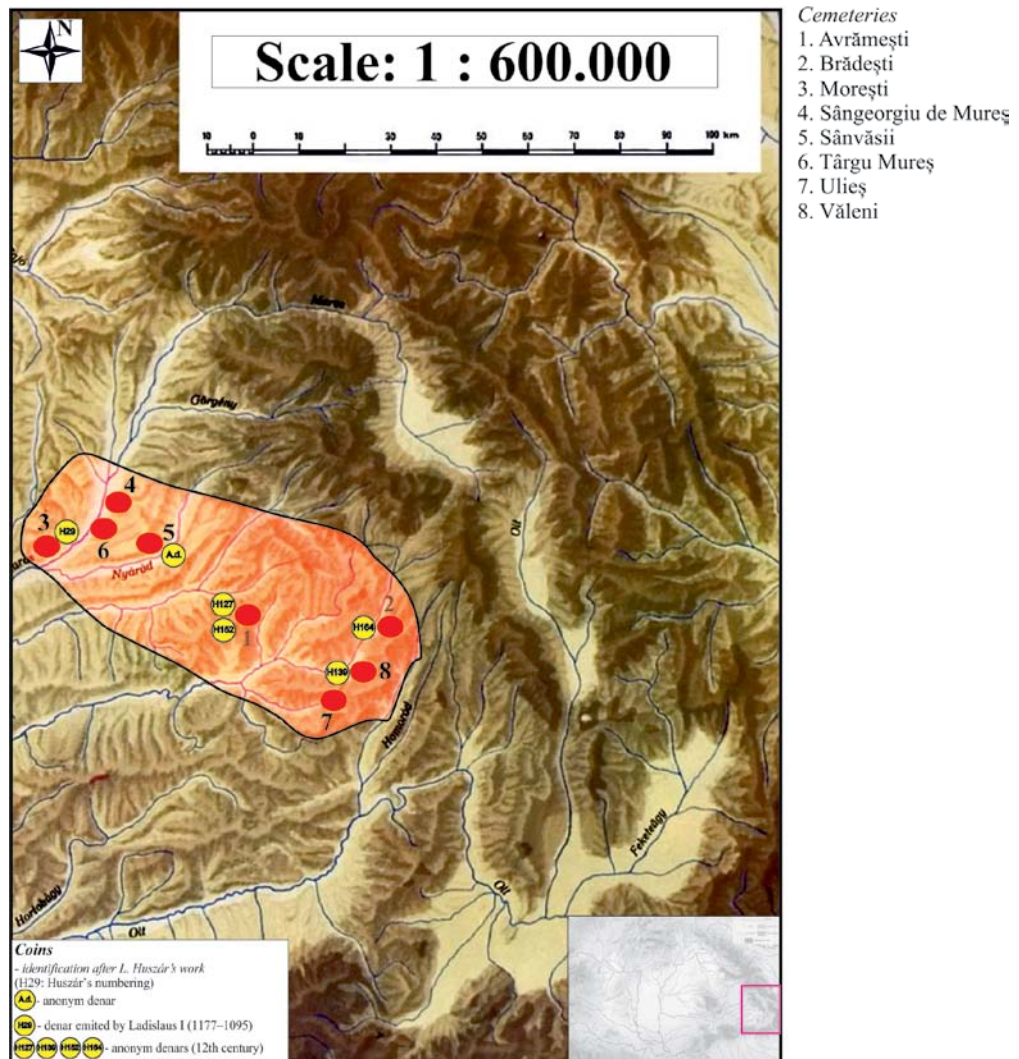 N
Scale: 1 : 600.000
10 0 10 20 30 40 50 60 70 80 90 100 km
Cemeteries
1. Avrămești
2. Brădești
3. Morești
4. Sângeorgiu de Mureș
5. Sânvăsii
6. Târgu Mureș
7. Ulieș
8. Văleni
Maros
Görgény
4
3
H29
6
5
A.d.
Nyárád
H127
H152
1
H164
2
Olt
H139
8
7
Homoród
Feketeügy
Hortobágy
Olt
Olt
Coins
- identification after L. Huszár's work
(H29: Huszár's numbering)
A.d. - anonym denar
H29 - denar emited by Ladislaus I (1177–1095)
H127 H139 H152 H164 - anonym denars (12th century)